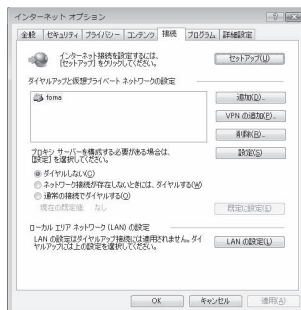 インターネット オプション
全般 セキュリティ プライバシー コンテンツ 接続 プログラム 詳細設定
インターネット接続を設定するには、
[セットアップ] をクリックしてください。
セットアップ(U)
ダイヤルアップと仮想プライベート ネットワークの設定
foma
追加(D)...
VPN の追加(P)...
削除(R)...
設定(S)
プロキシ サーバーを構成する必要がある場合は、
[設定] を選択してください。
ダイヤルしない(C)
ネットワーク接続が存在しないときには、ダイヤルする(W)
通常の接続でダイヤルする(O)
現在の既定値: なし
既定に設定(E)
ローカル エリア ネットワーク (LAN) の設定
LAN の設定はダイヤルアップ接続には適用されません。ダイ
ヤルアップには上の設定を選択してください。
LAN の設定(L)
OK キャンセル 適用(A)